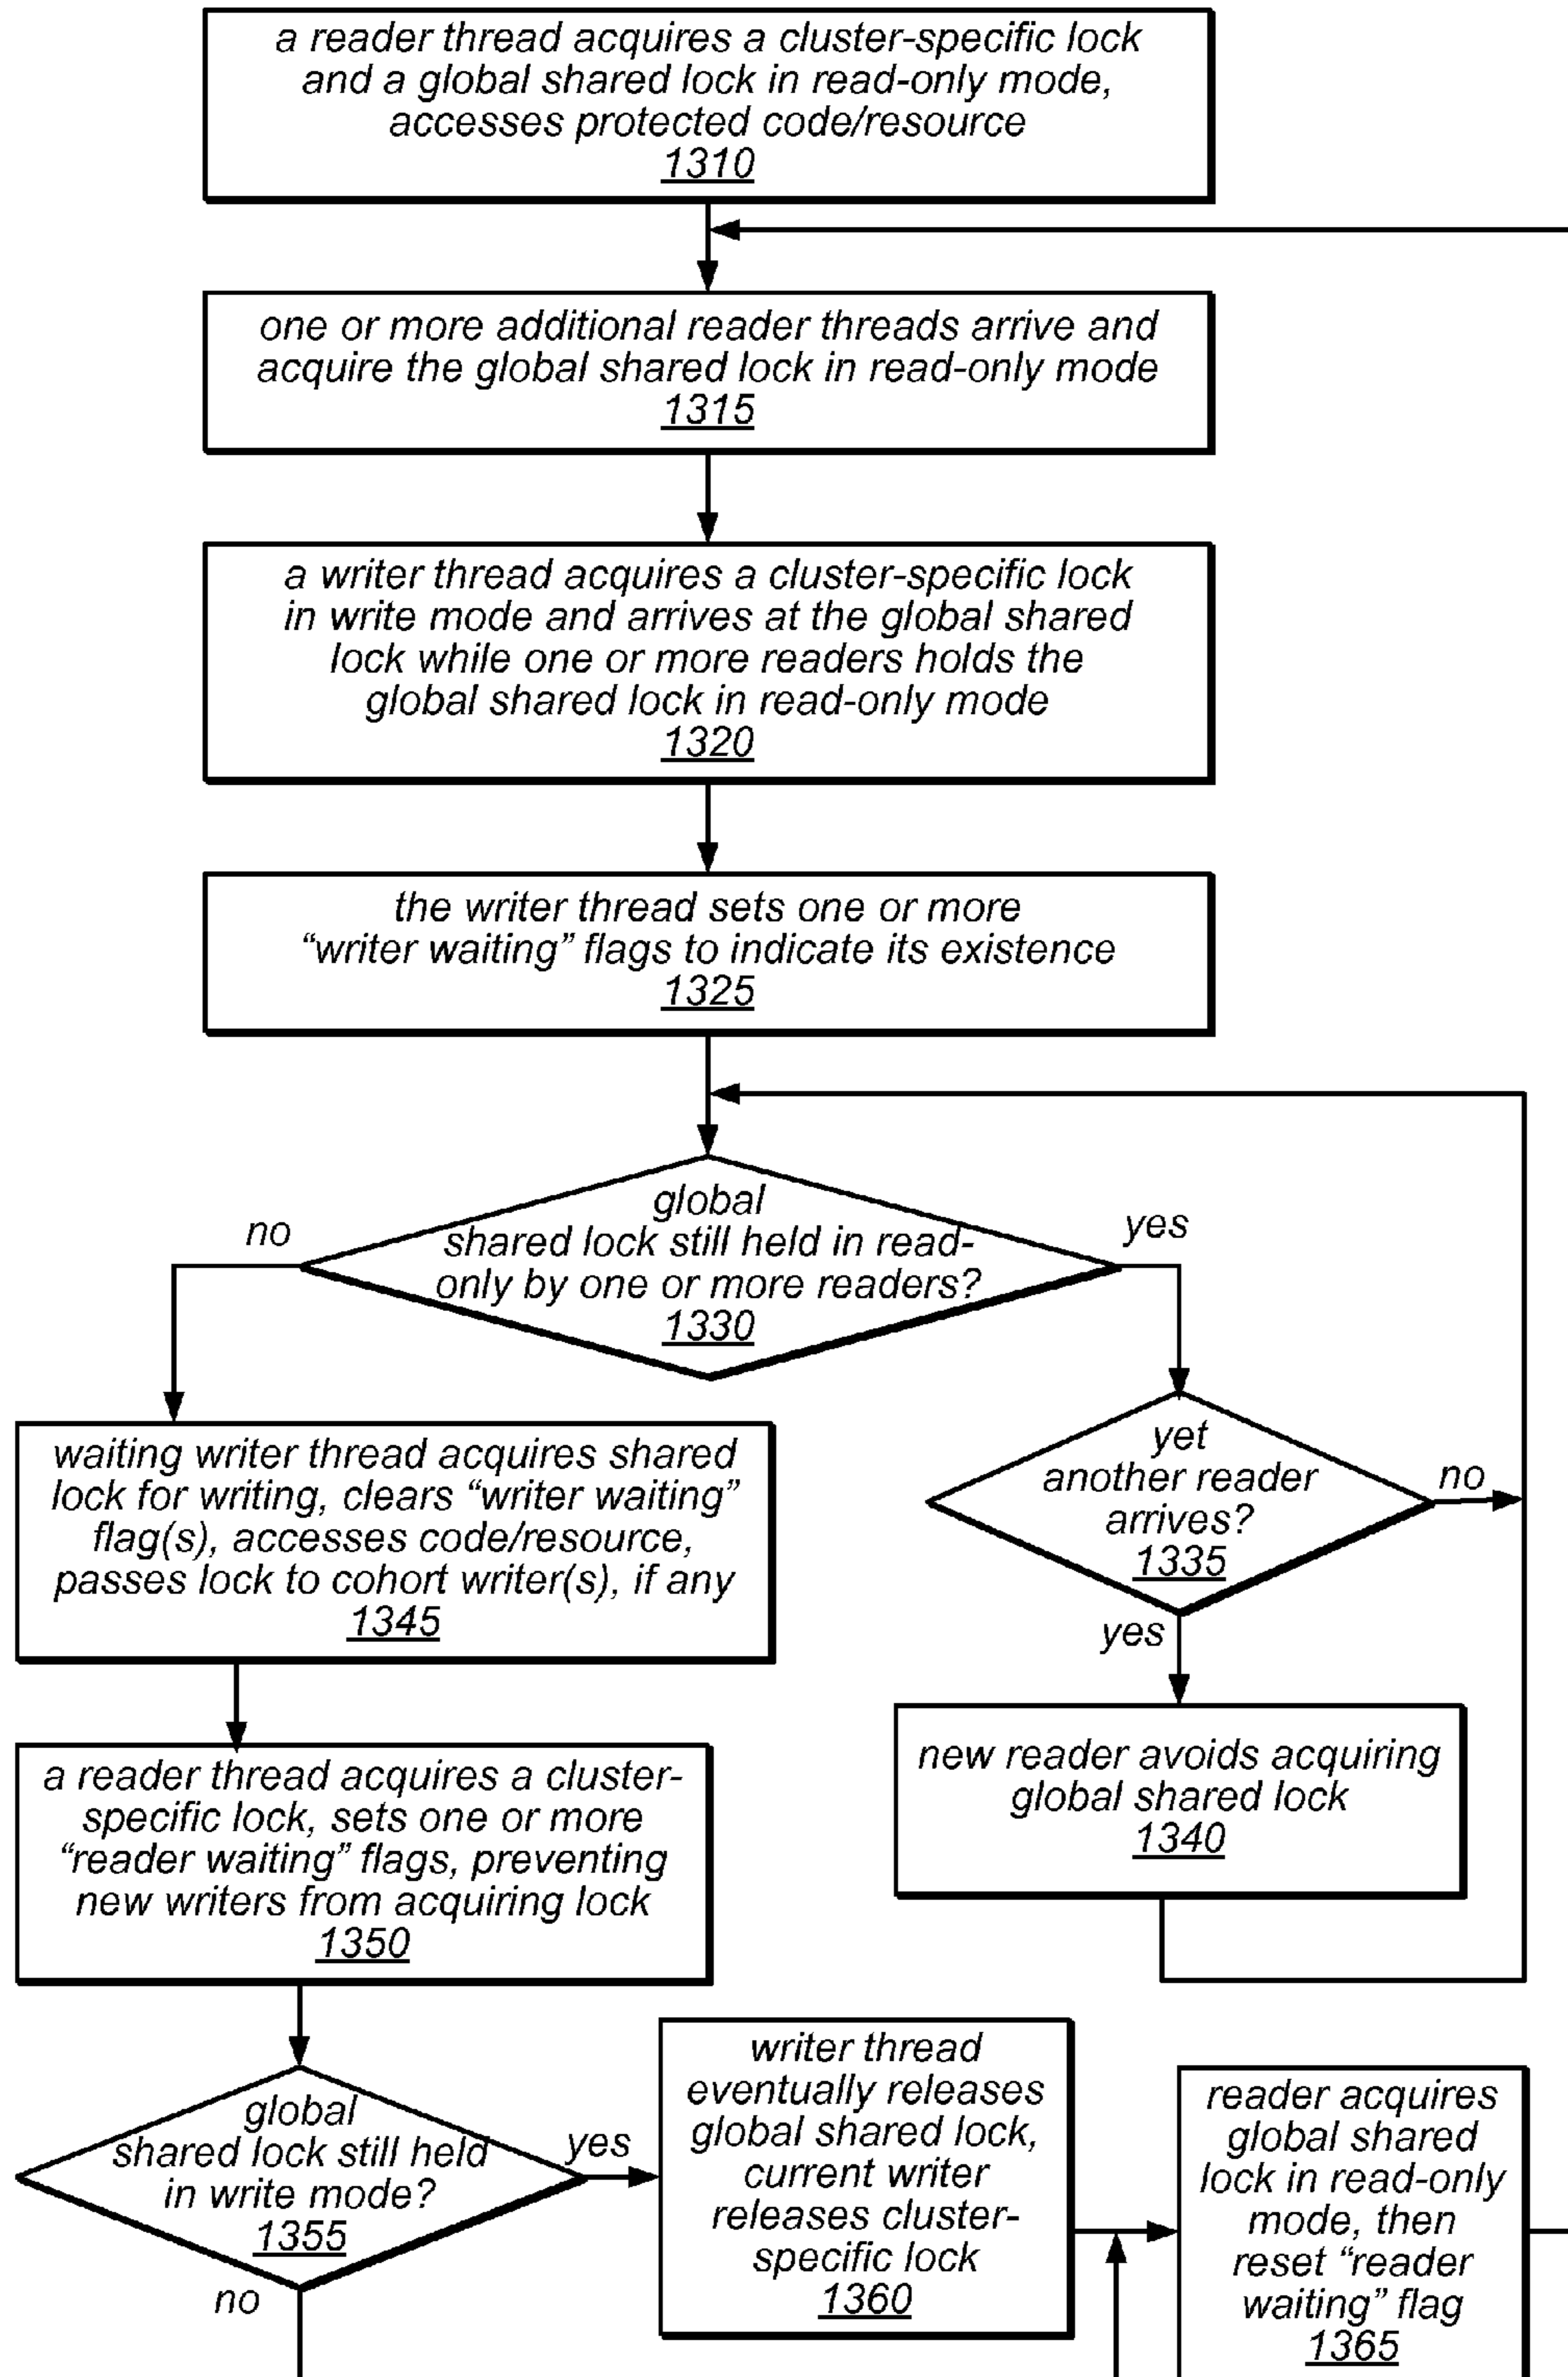 a reader thread acquires a cluster-specific lock
and a global shared lock in read-only mode,
accesses protected code/resource
1310
one or more additional reader threads arrive and
acquire the global shared lock in read-only mode
1315
a writer thread acquires a cluster-specific lock
in write mode and arrives at the global shared
lock while one or more readers holds the
global shared lock in read-only mode
1320
the writer thread sets one or more
“writer waiting” flags to indicate its existence
1325
global
shared lock still held in read-
only by one or more readers?
1330
no
yes
yet
another reader
arrives?
1335
no
yes
waiting writer thread acquires shared
lock for writing, clears “writer waiting”
flag(s), accesses code/resource,
passes lock to cohort writer(s), if any
1345
new reader avoids acquiring
global shared lock
1340
a reader thread acquires a cluster-
specific lock, sets one or more
“reader waiting” flags, preventing
new writers from acquiring lock
1350
global
shared lock still held
in write mode?
1355
yes
no
writer thread
eventually releases
global shared lock,
current writer
releases cluster-
specific lock
1360
reader acquires
global shared
lock in read-only
mode, then
reset “reader
waiting” flag
1365